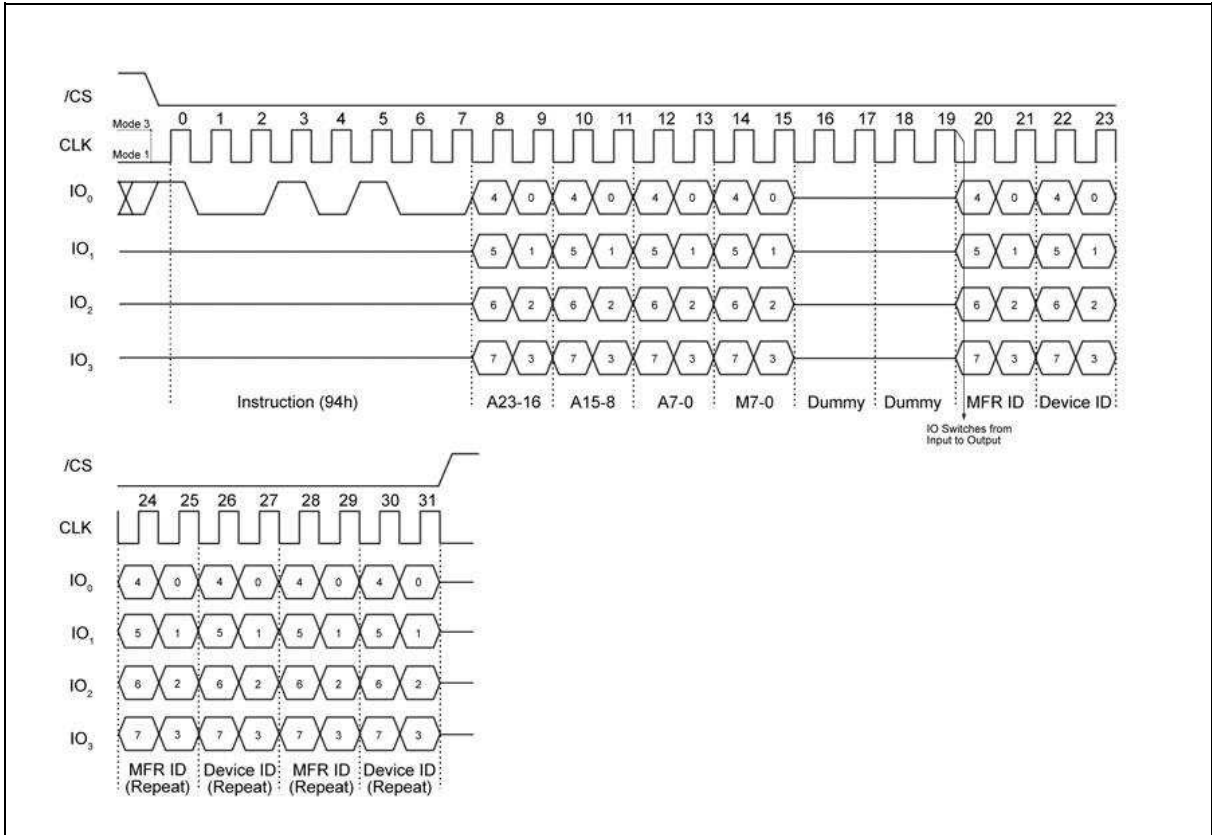 /CS
Mode 3
0 1 2 3 4 5 6 7 8 9 10 11 12 13 14 15 16 17 18 19 20 21 22 23
CLK
Mode 1
IO0 4 0 4 0 4 0 4 0 4 0 4 0
IO1 5 1 5 1 5 1 5 1 5 1 5 1
IO2 6 2 6 2 6 2 6 2 6 2 6 2
IO3 7 3 7 3 7 3 7 3 7 3 7 3
Instruction (94h) A23-16 A15-8 A7-0 M7-0 Dummy Dummy MFR ID Device ID
IO Switches from
Input to Output
/CS
24 25 26 27 28 29 30 31
CLK
IO0 4 0 4 0 4 0 4 0
IO1 5 1 5 1 5 1 5 1
IO2 6 2 6 2 6 2 6 2
IO3 7 3 7 3 7 3 7 3
MFR ID Device ID MFR ID Device ID
(Repeat) (Repeat) (Repeat) (Repeat)